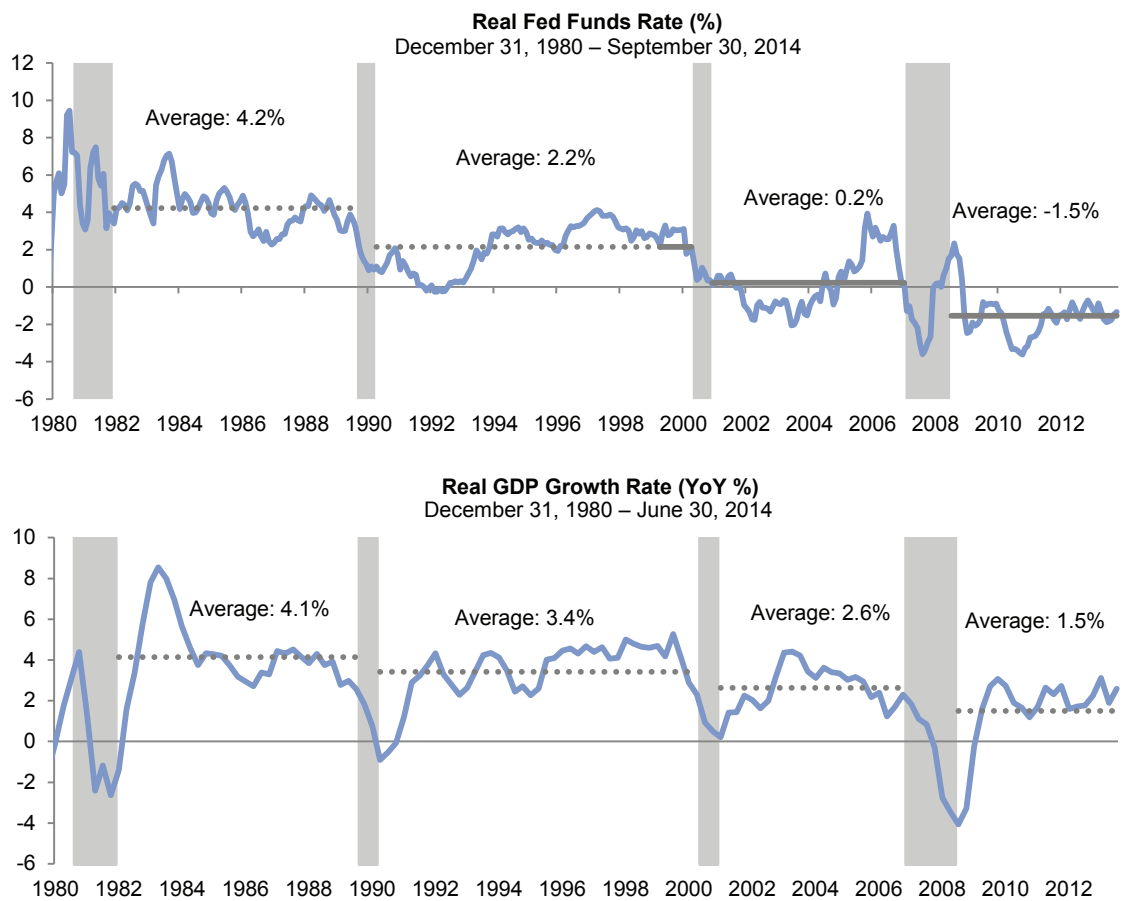 Real Fed Funds Rate (%)
December 31, 1980 – September 30, 2014
12
10
8
6
4
2
0
-2
-4
-6
Average: 4.2%
Average: 2.2%
Average: 0.2%
Average: -1.5%
1980 1982 1984 1986 1988 1990 1992 1994 1996 1998 2000 2002 2004 2006 2008 2010 2012
Real GDP Growth Rate (YoY %)
December 31, 1980 – June 30, 2014
10
8
6
4
2
0
-2
-4
-6
Average: 4.1%
Average: 3.4%
Average: 2.6%
Average: 1.5%
1980 1982 1984 1986 1988 1990 1992 1994 1996 1998 2000 2002 2004 2006 2008 2010 2012